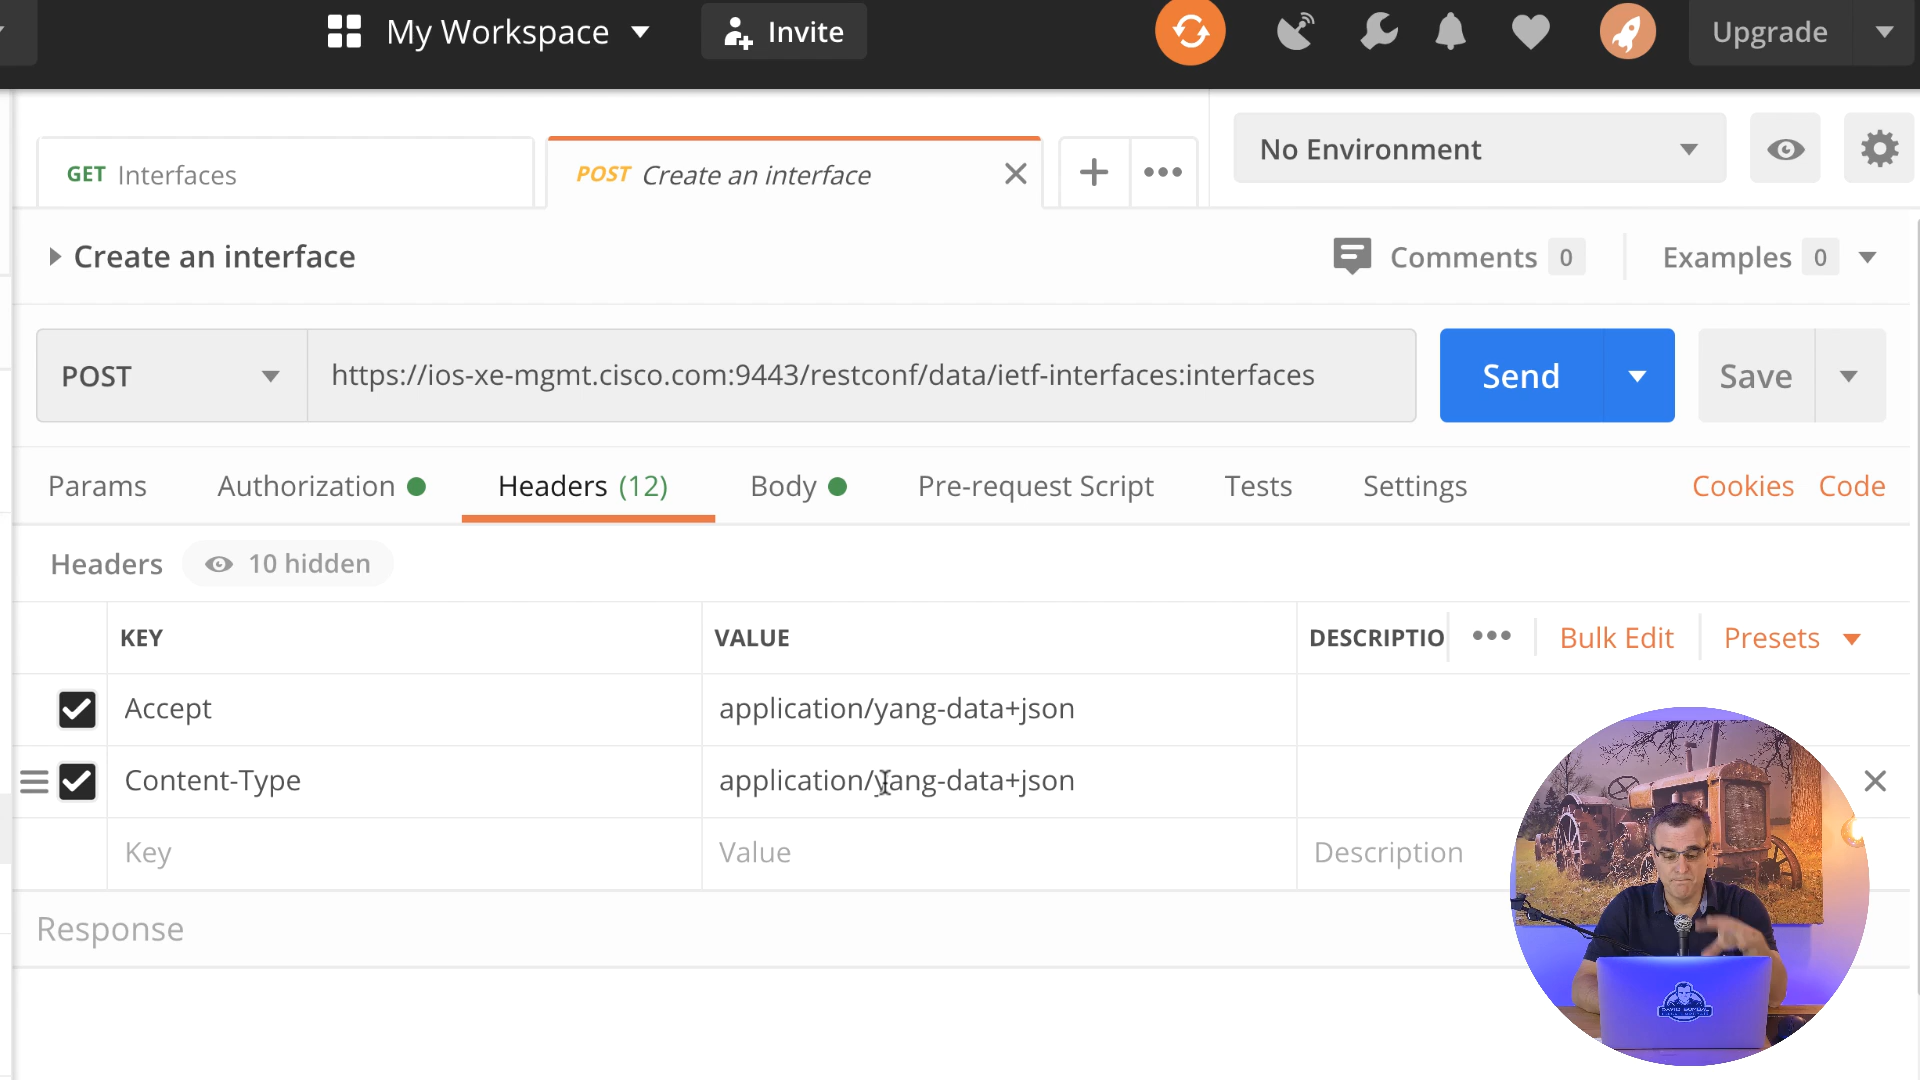 My Workspace
Invite
Upgrade
GET Interfaces
POST Create an interface
No Environment
Create an interface
Comments 0
Examples 0
POST
https://ios-xe-mgmt.cisco.com:9443/restconf/data/ietf-interfaces:interfaces
Send
Save
Params
Authorization
Headers (12)
Body
Pre-request Script
Tests
Settings
Cookies
Code
Headers
10 hidden
KEY
VALUE
DESCRIPTIO
Bulk Edit
Presets
Accept
application/yang-data+json
Content-Type
application/yang-data+json
Key
Value
Description
Response
DAVID BOMBAL